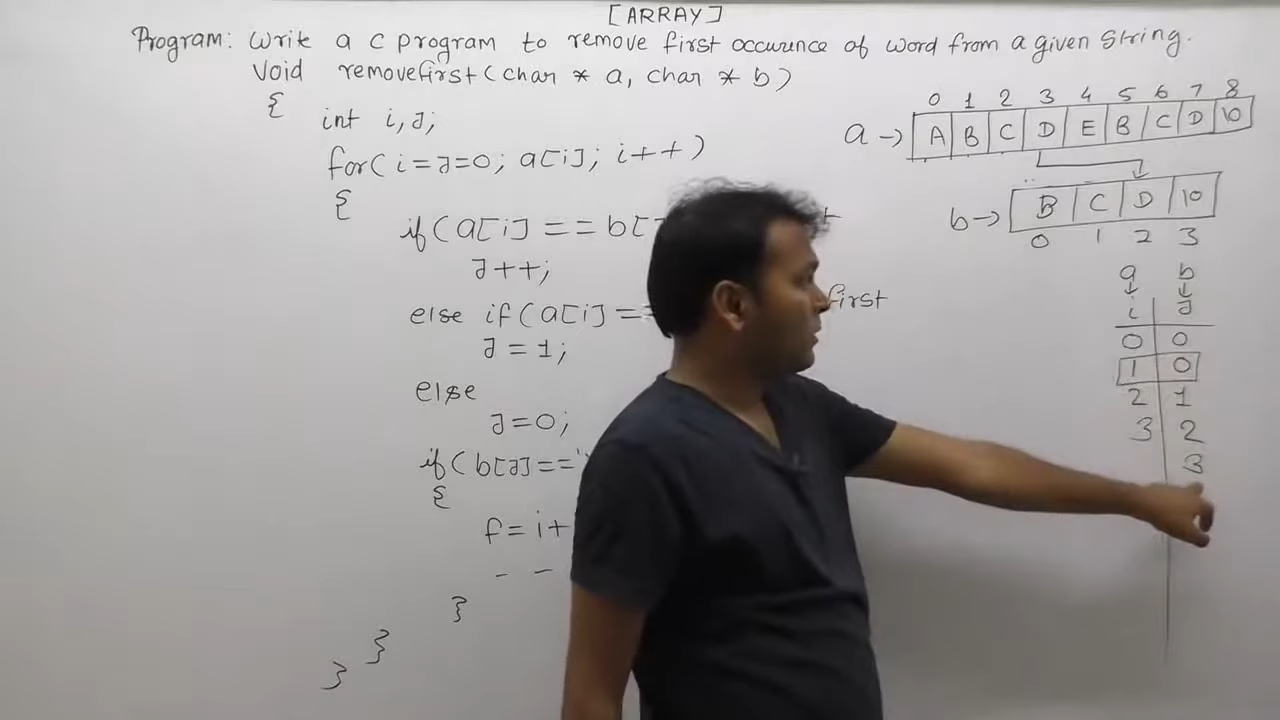 [ARRAY]
Program: Write a C program to remove first occurence of word from a given string.
Void removefirst(char * a, char * b)
{
int i,J;
for(i=J=0; a[i]; i++)
{
if(a[i] == b[
J++;
else if(a[i] == first
J = 1;
else
J=0;
if(b[J]=='
{
f= i+
- -
}
}
}
0 1 2 3 4 5 6 7 8
a -> A B C D E B C D 10
b -> B C D 10
0 1 2 3
a b
i J
0 0
1 0
2 1
3 2
3